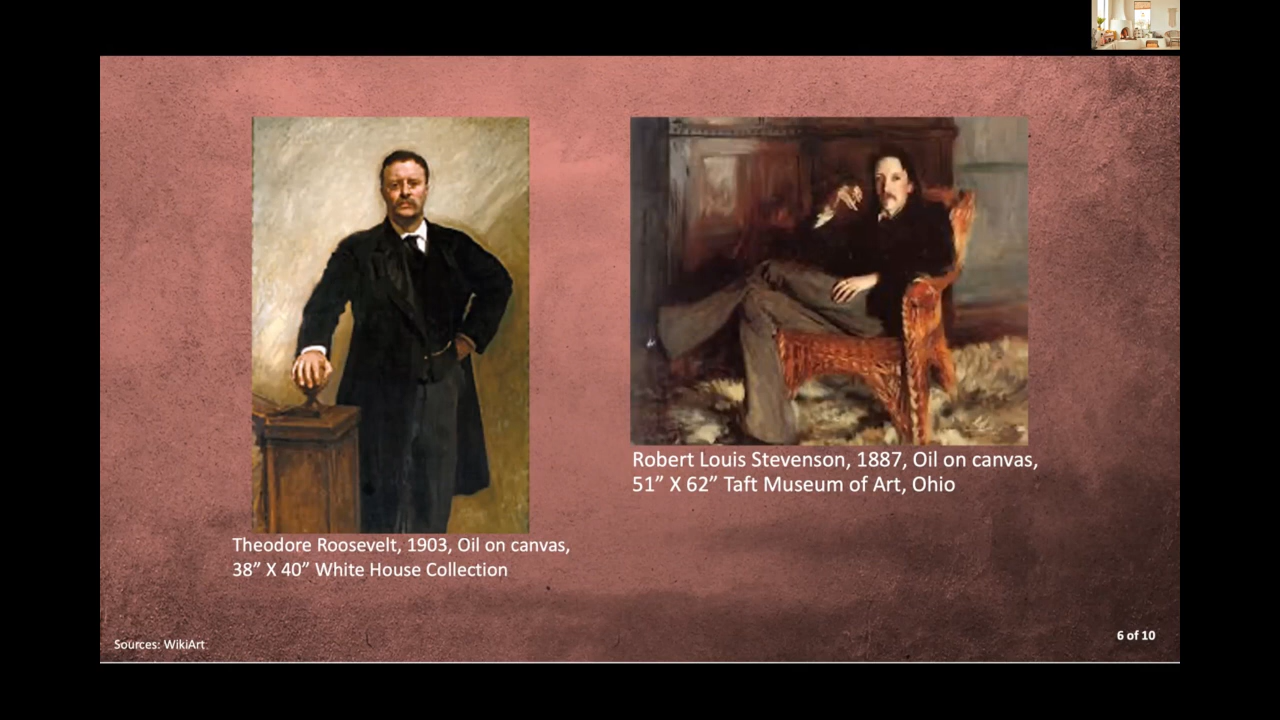 Robert Louis Stevenson, 1887, Oil on canvas,
51” X 62” Taft Museum of Art, Ohio
Theodore Roosevelt, 1903, Oil on canvas,
38” X 40” White House Collection
Sources: WikiArt
6 of 10